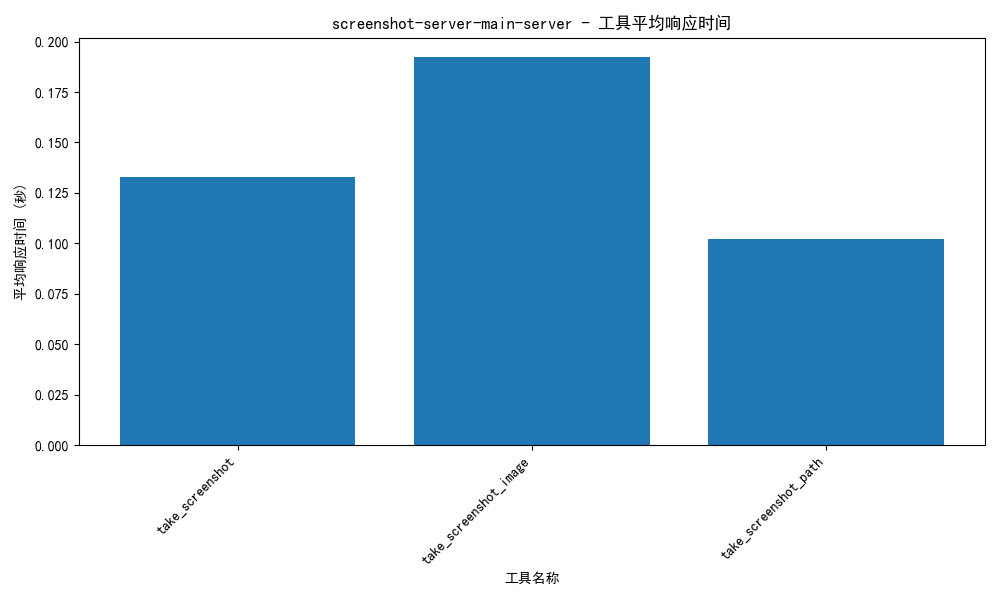 screenshot-server-main-server - 工具平均响应时间
平均响应时间 (秒)
0.200
0.175
0.150
0.125
0.100
0.075
0.050
0.025
0.000
take_screenshot
take_screenshot_image
take_screenshot_path
工具名称